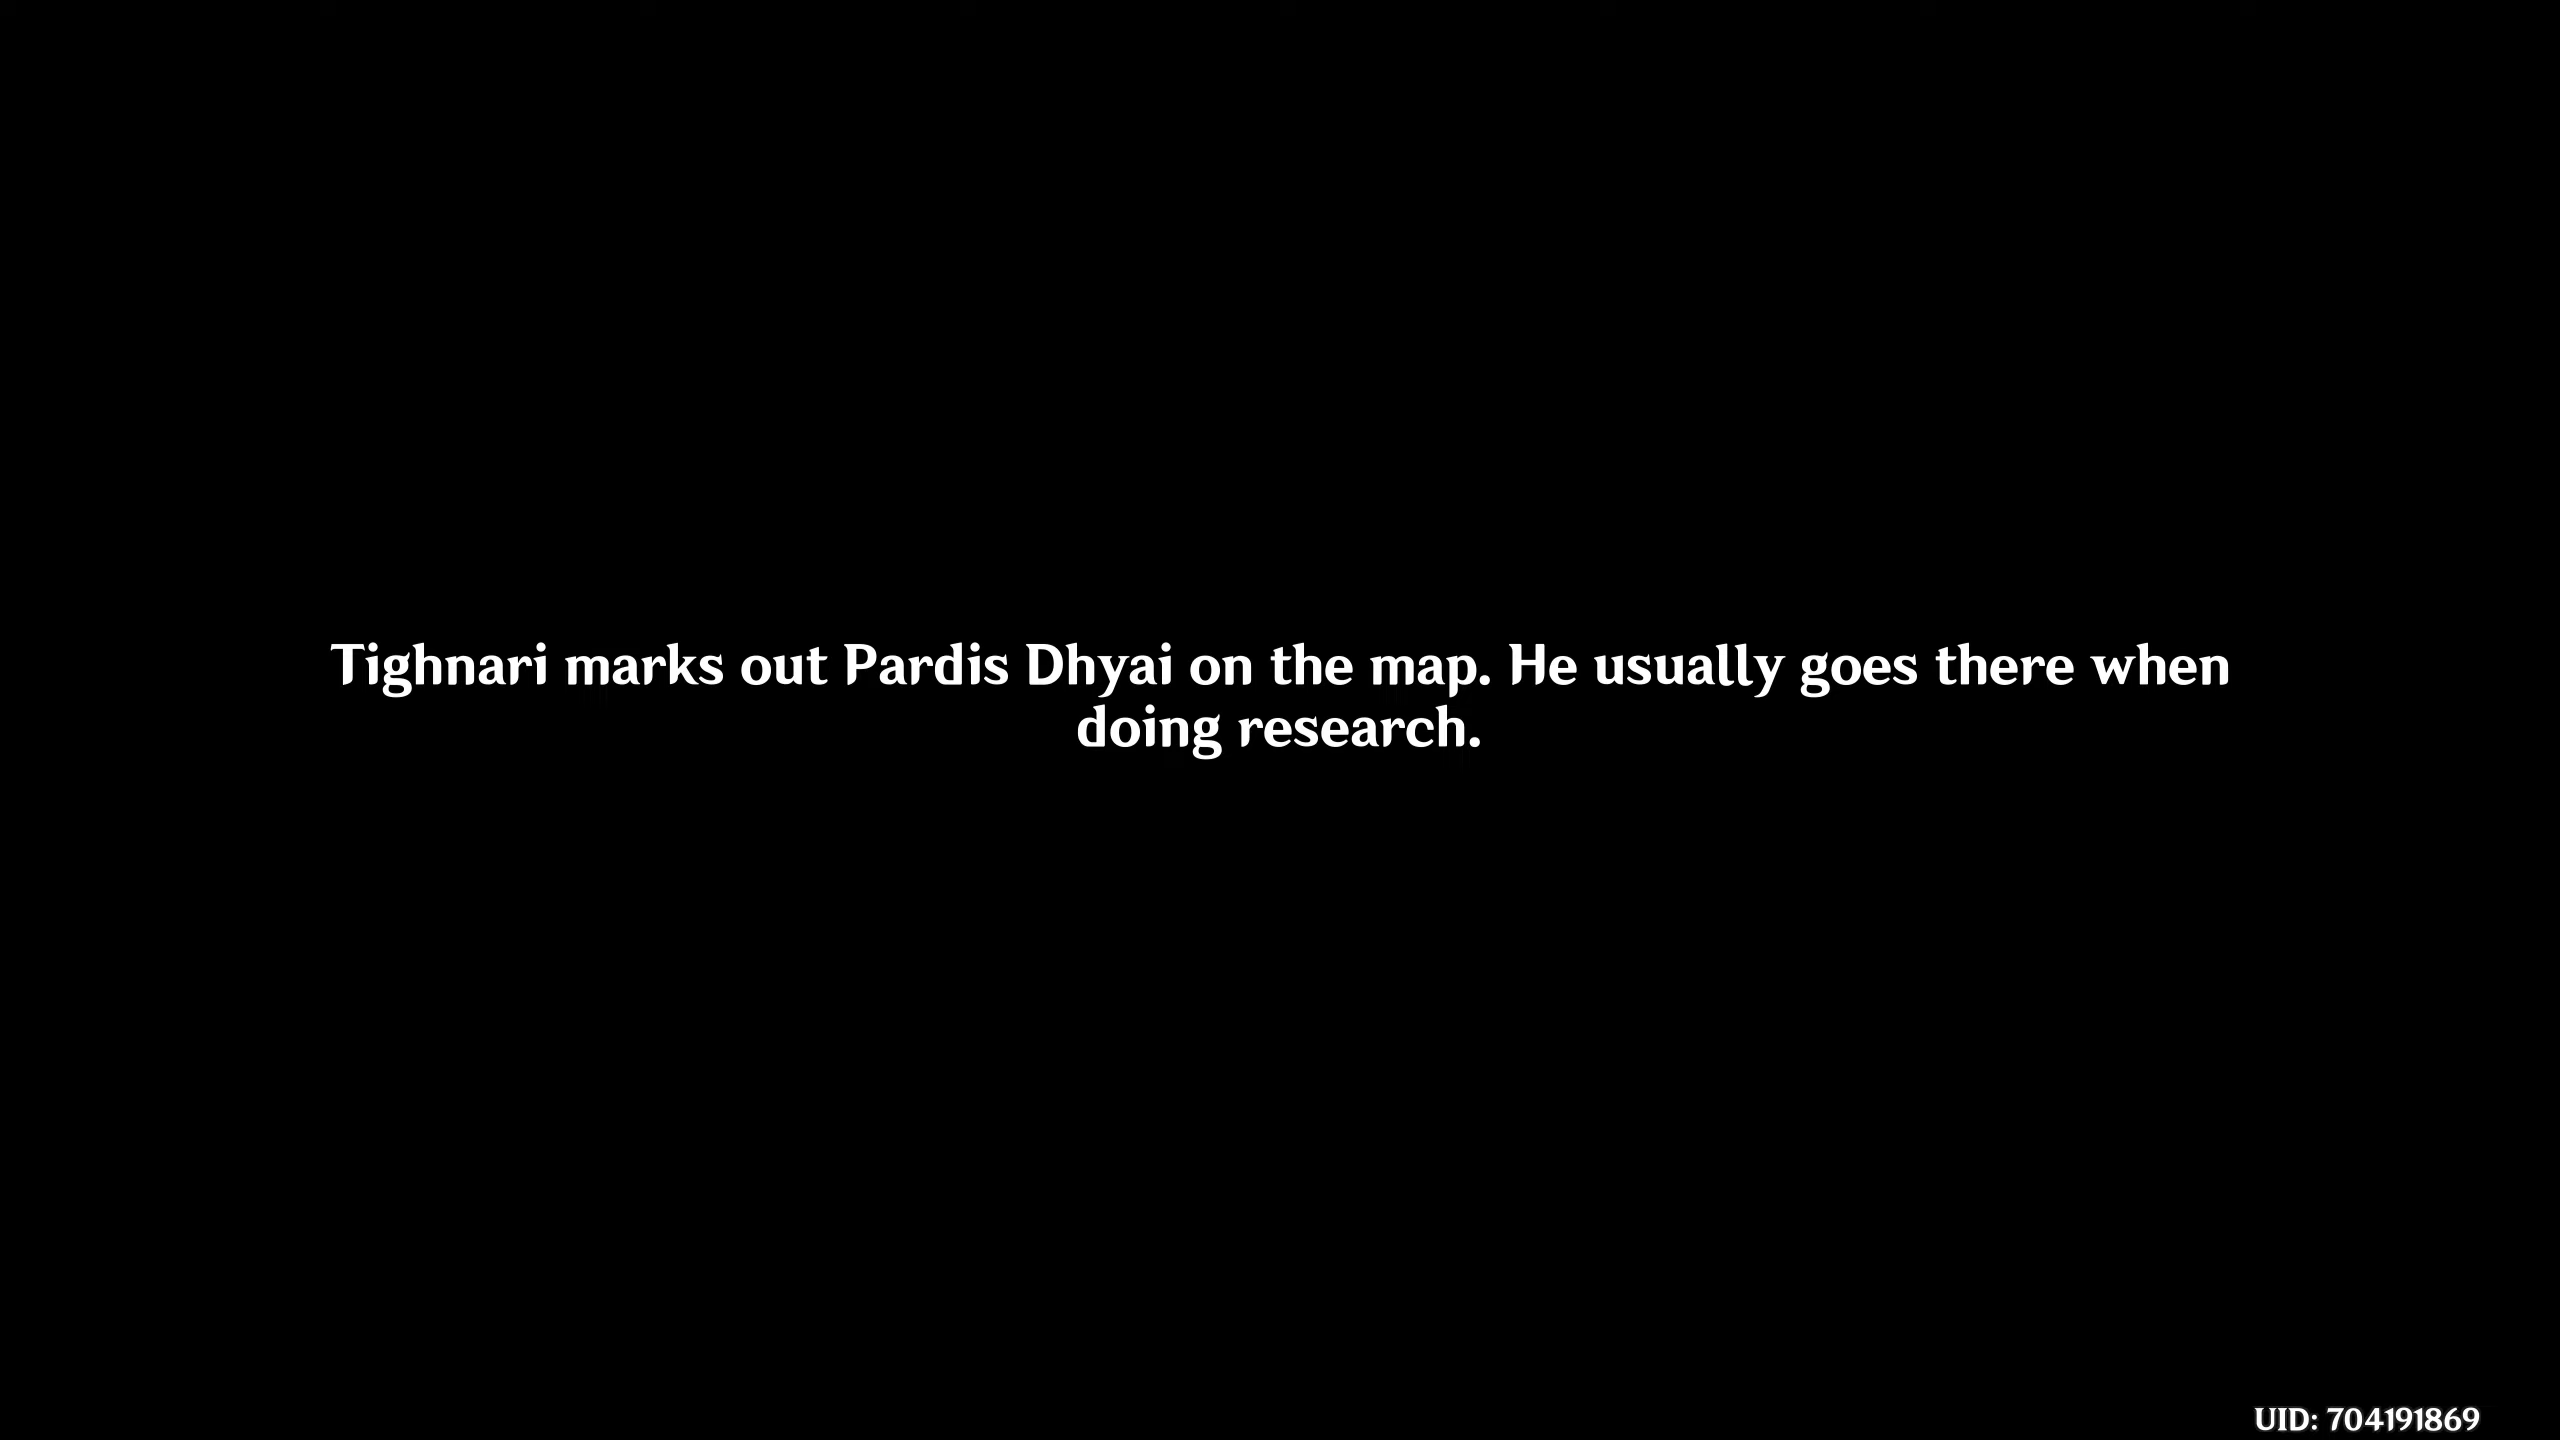 Tighnari marks out Pardis Dhyai on the map. He usually goes there when
doing research.
UID: 704191869